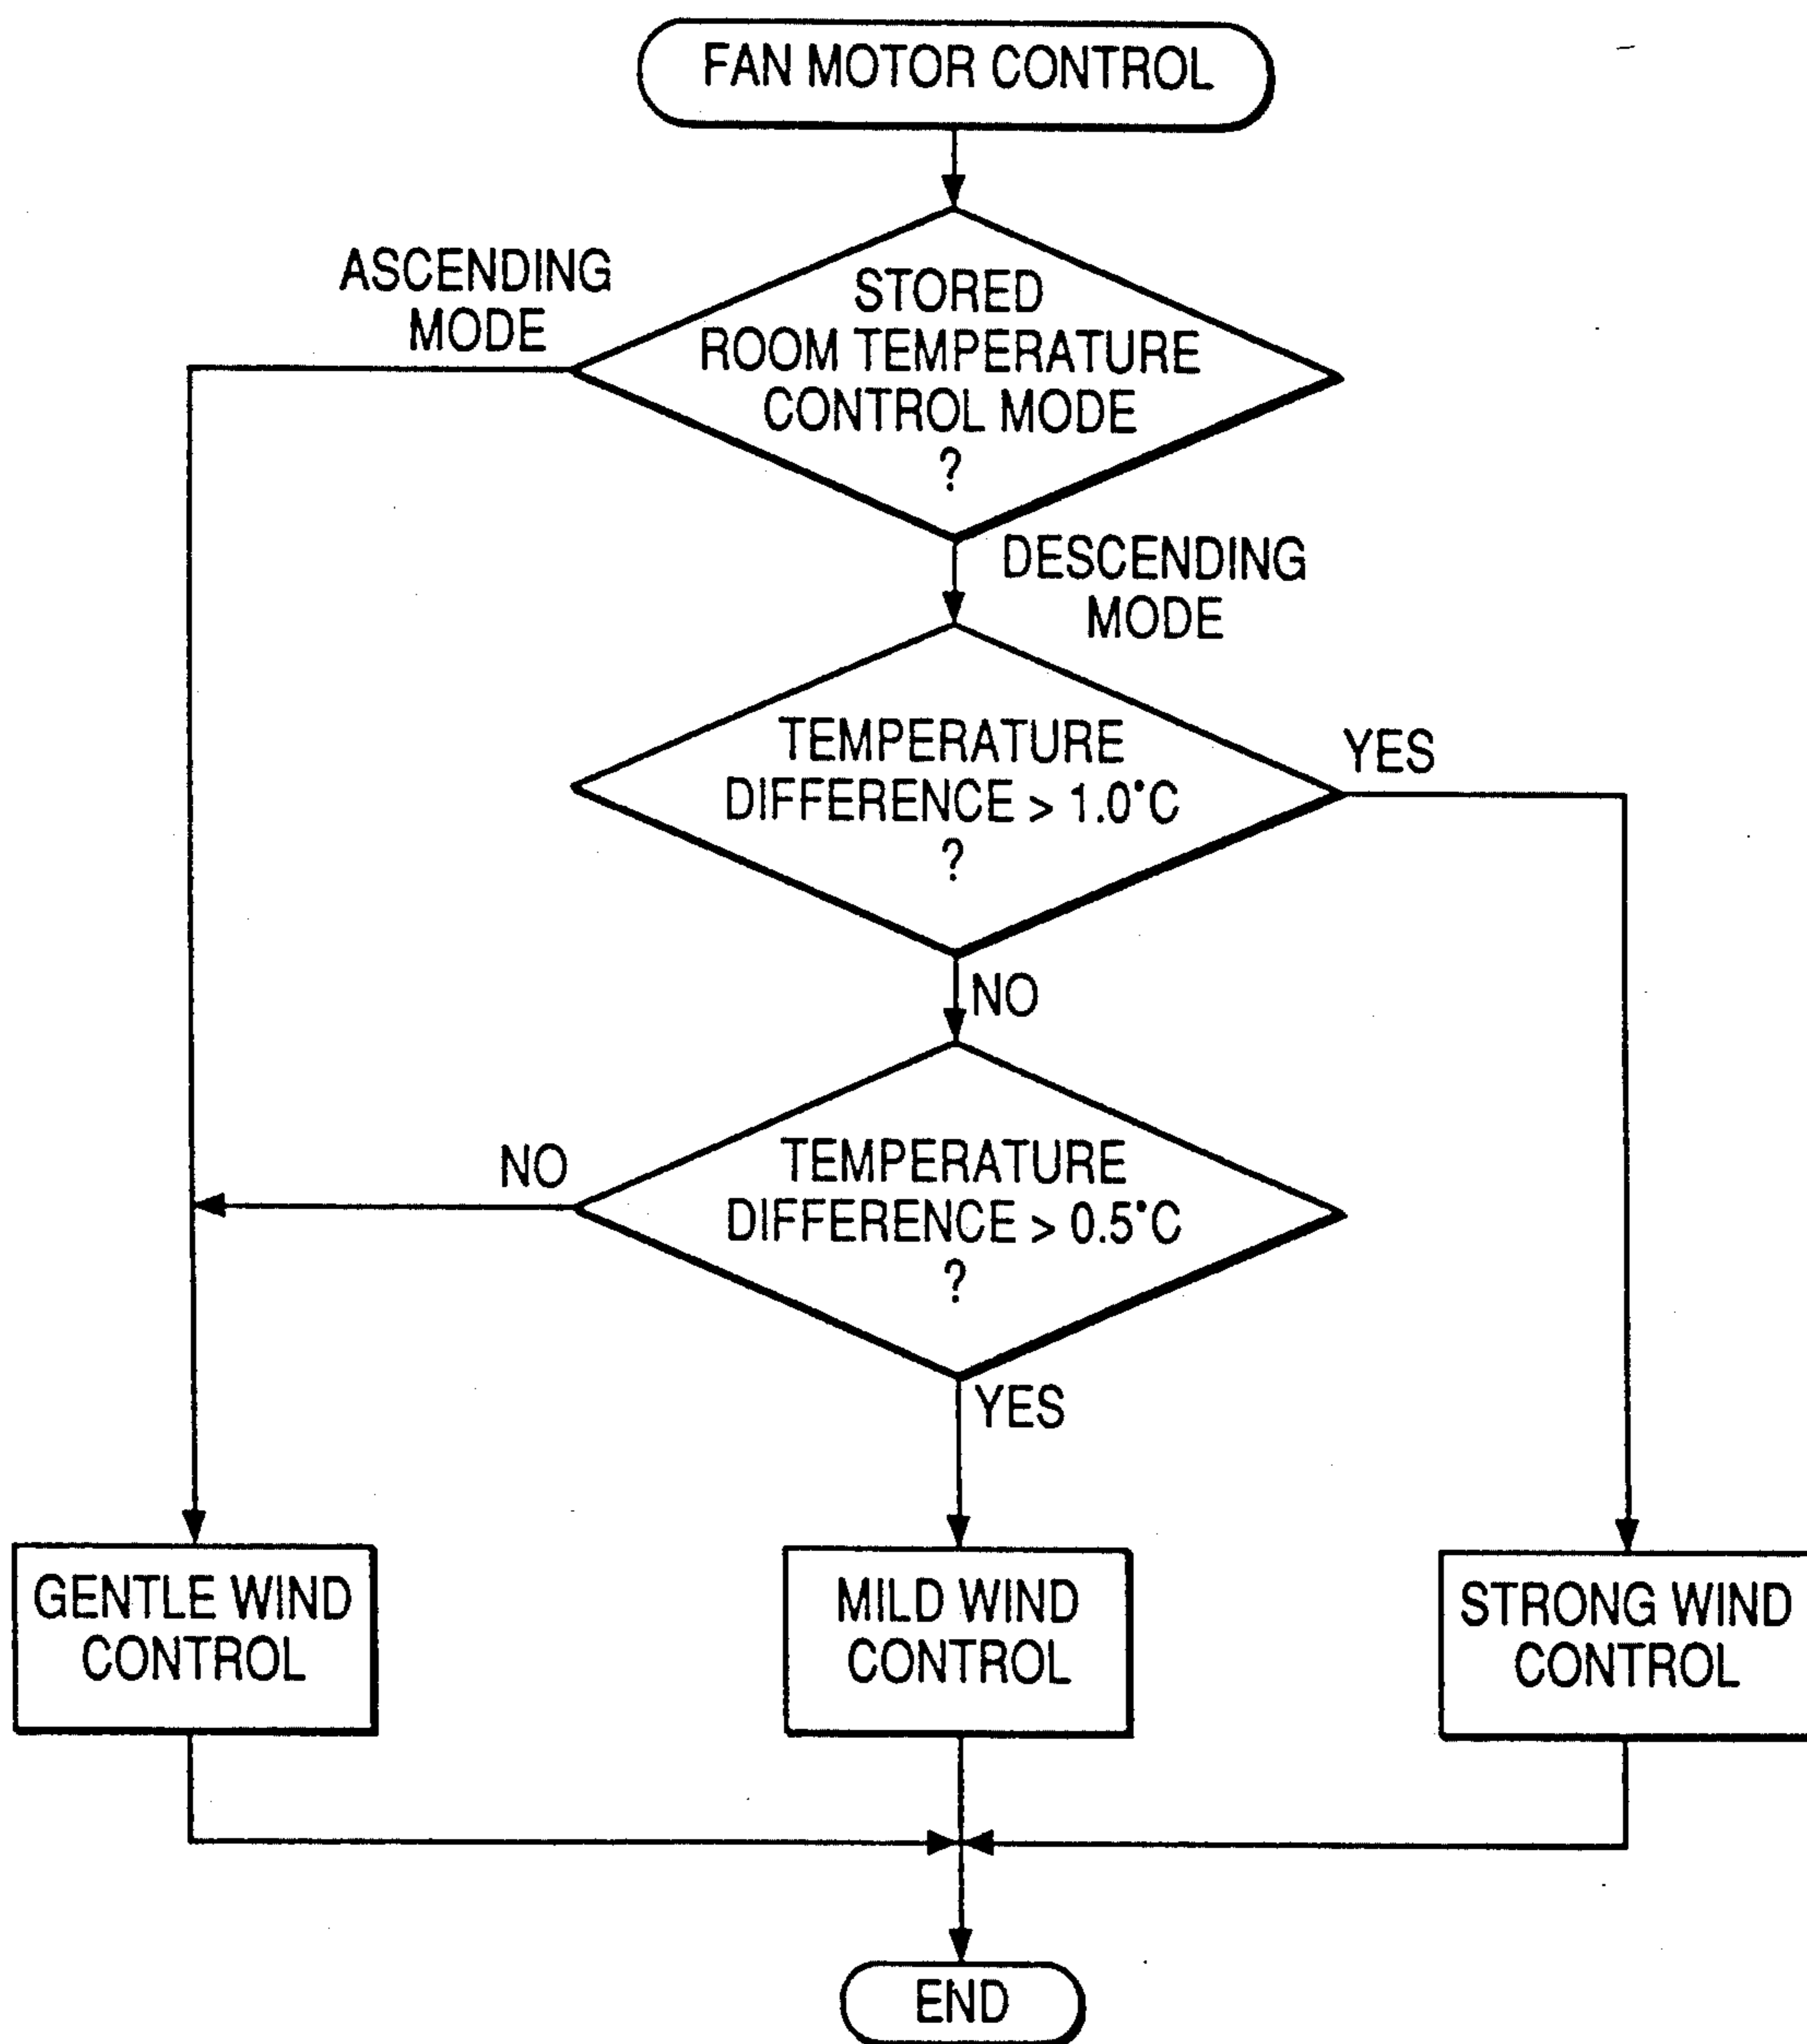 FAN MOTOR CONTROL
ASCENDING
MODE
STORED
ROOM TEMPERATURE
CONTROL MODE
?
DESCENDING
MODE
TEMPERATURE
DIFFERENCE > 1.0°C
?
YES
NO
TEMPERATURE
DIFFERENCE > 0.5°C
?
NO
YES
GENTLE WIND
CONTROL
MILD WIND
CONTROL
STRONG WIND
CONTROL
END